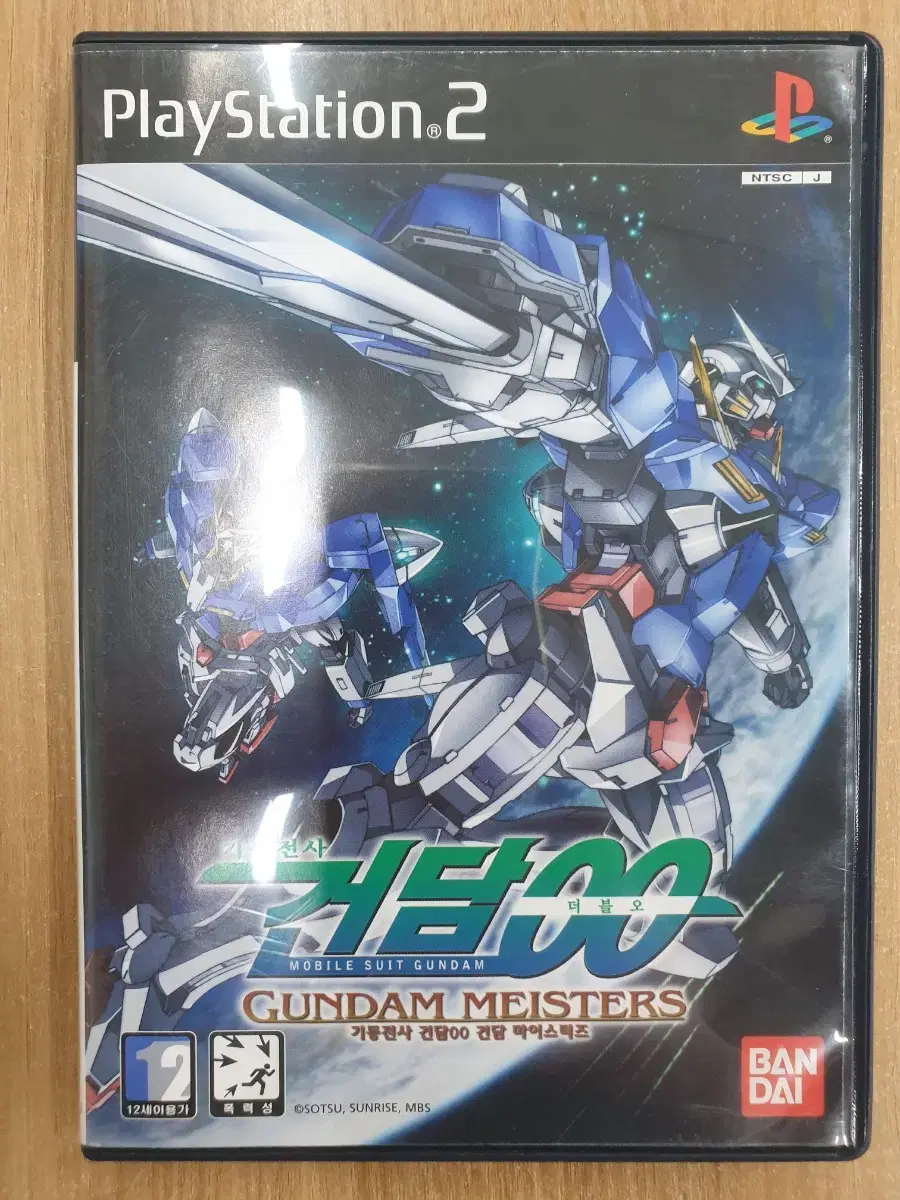 PlayStation®2
NTSC J
기동전사
건담00
더블오
MOBILE SUIT GUNDAM
GUNDAM MEISTERS
기동전사 건담00 건담 마이스터즈
12
12세이용가
폭력성
©SOTSU, SUNRISE, MBS
BAN
DAI